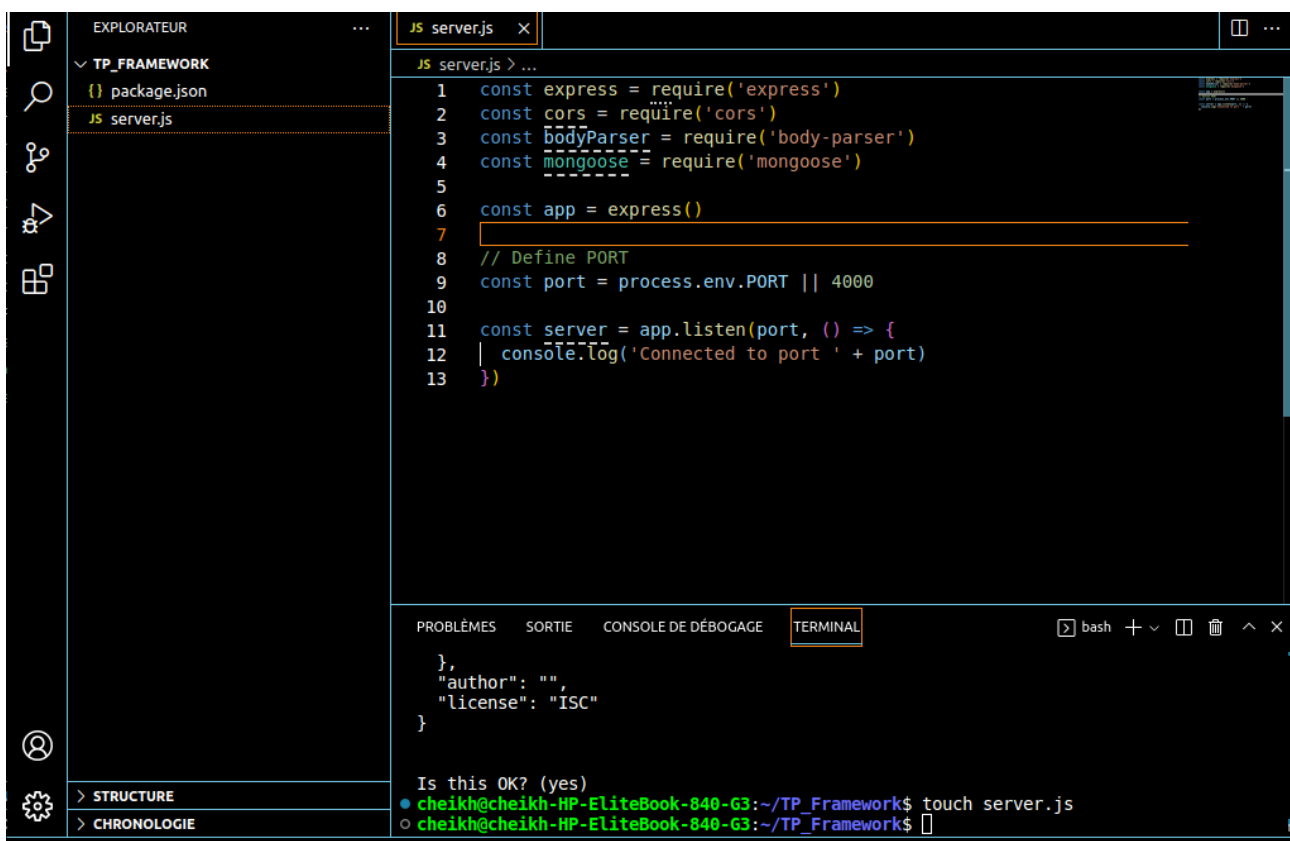 EXPLORATEUR ...
TP_FRAMEWORK
{} package.json
JS server.js
JS server.js ×
JS server.js > ...
1 const express = require('express')
2 const cors = require('cors')
3 const bodyParser = require('body-parser')
4 const mongoose = require('mongoose')
5
6 const app = express()
7
8 // Define PORT
9 const port = process.env.PORT || 4000
10
11 const server = app.listen(port, () => {
12 console.log('Connected to port ' + port)
13 })
PROBLÈMES SORTIE CONSOLE DE DÉBOGAGE TERMINAL bash
},
"author": "",
"license": "ISC"
}
Is this OK? (yes)
cheikh@cheikh-HP-EliteBook-840-G3:~/TP_Framework$ touch server.js
cheikh@cheikh-HP-EliteBook-840-G3:~/TP_Framework$
> STRUCTURE
> CHRONOLOGIE